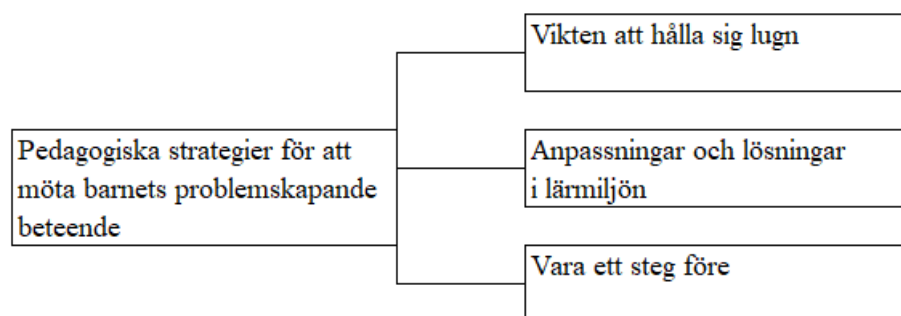 Vikten att hålla sig lugn
Pedagogiska strategier för att
möta barnets problemskapande
beteende
Anpassningar och lösningar
i lärmiljön
Vara ett steg före